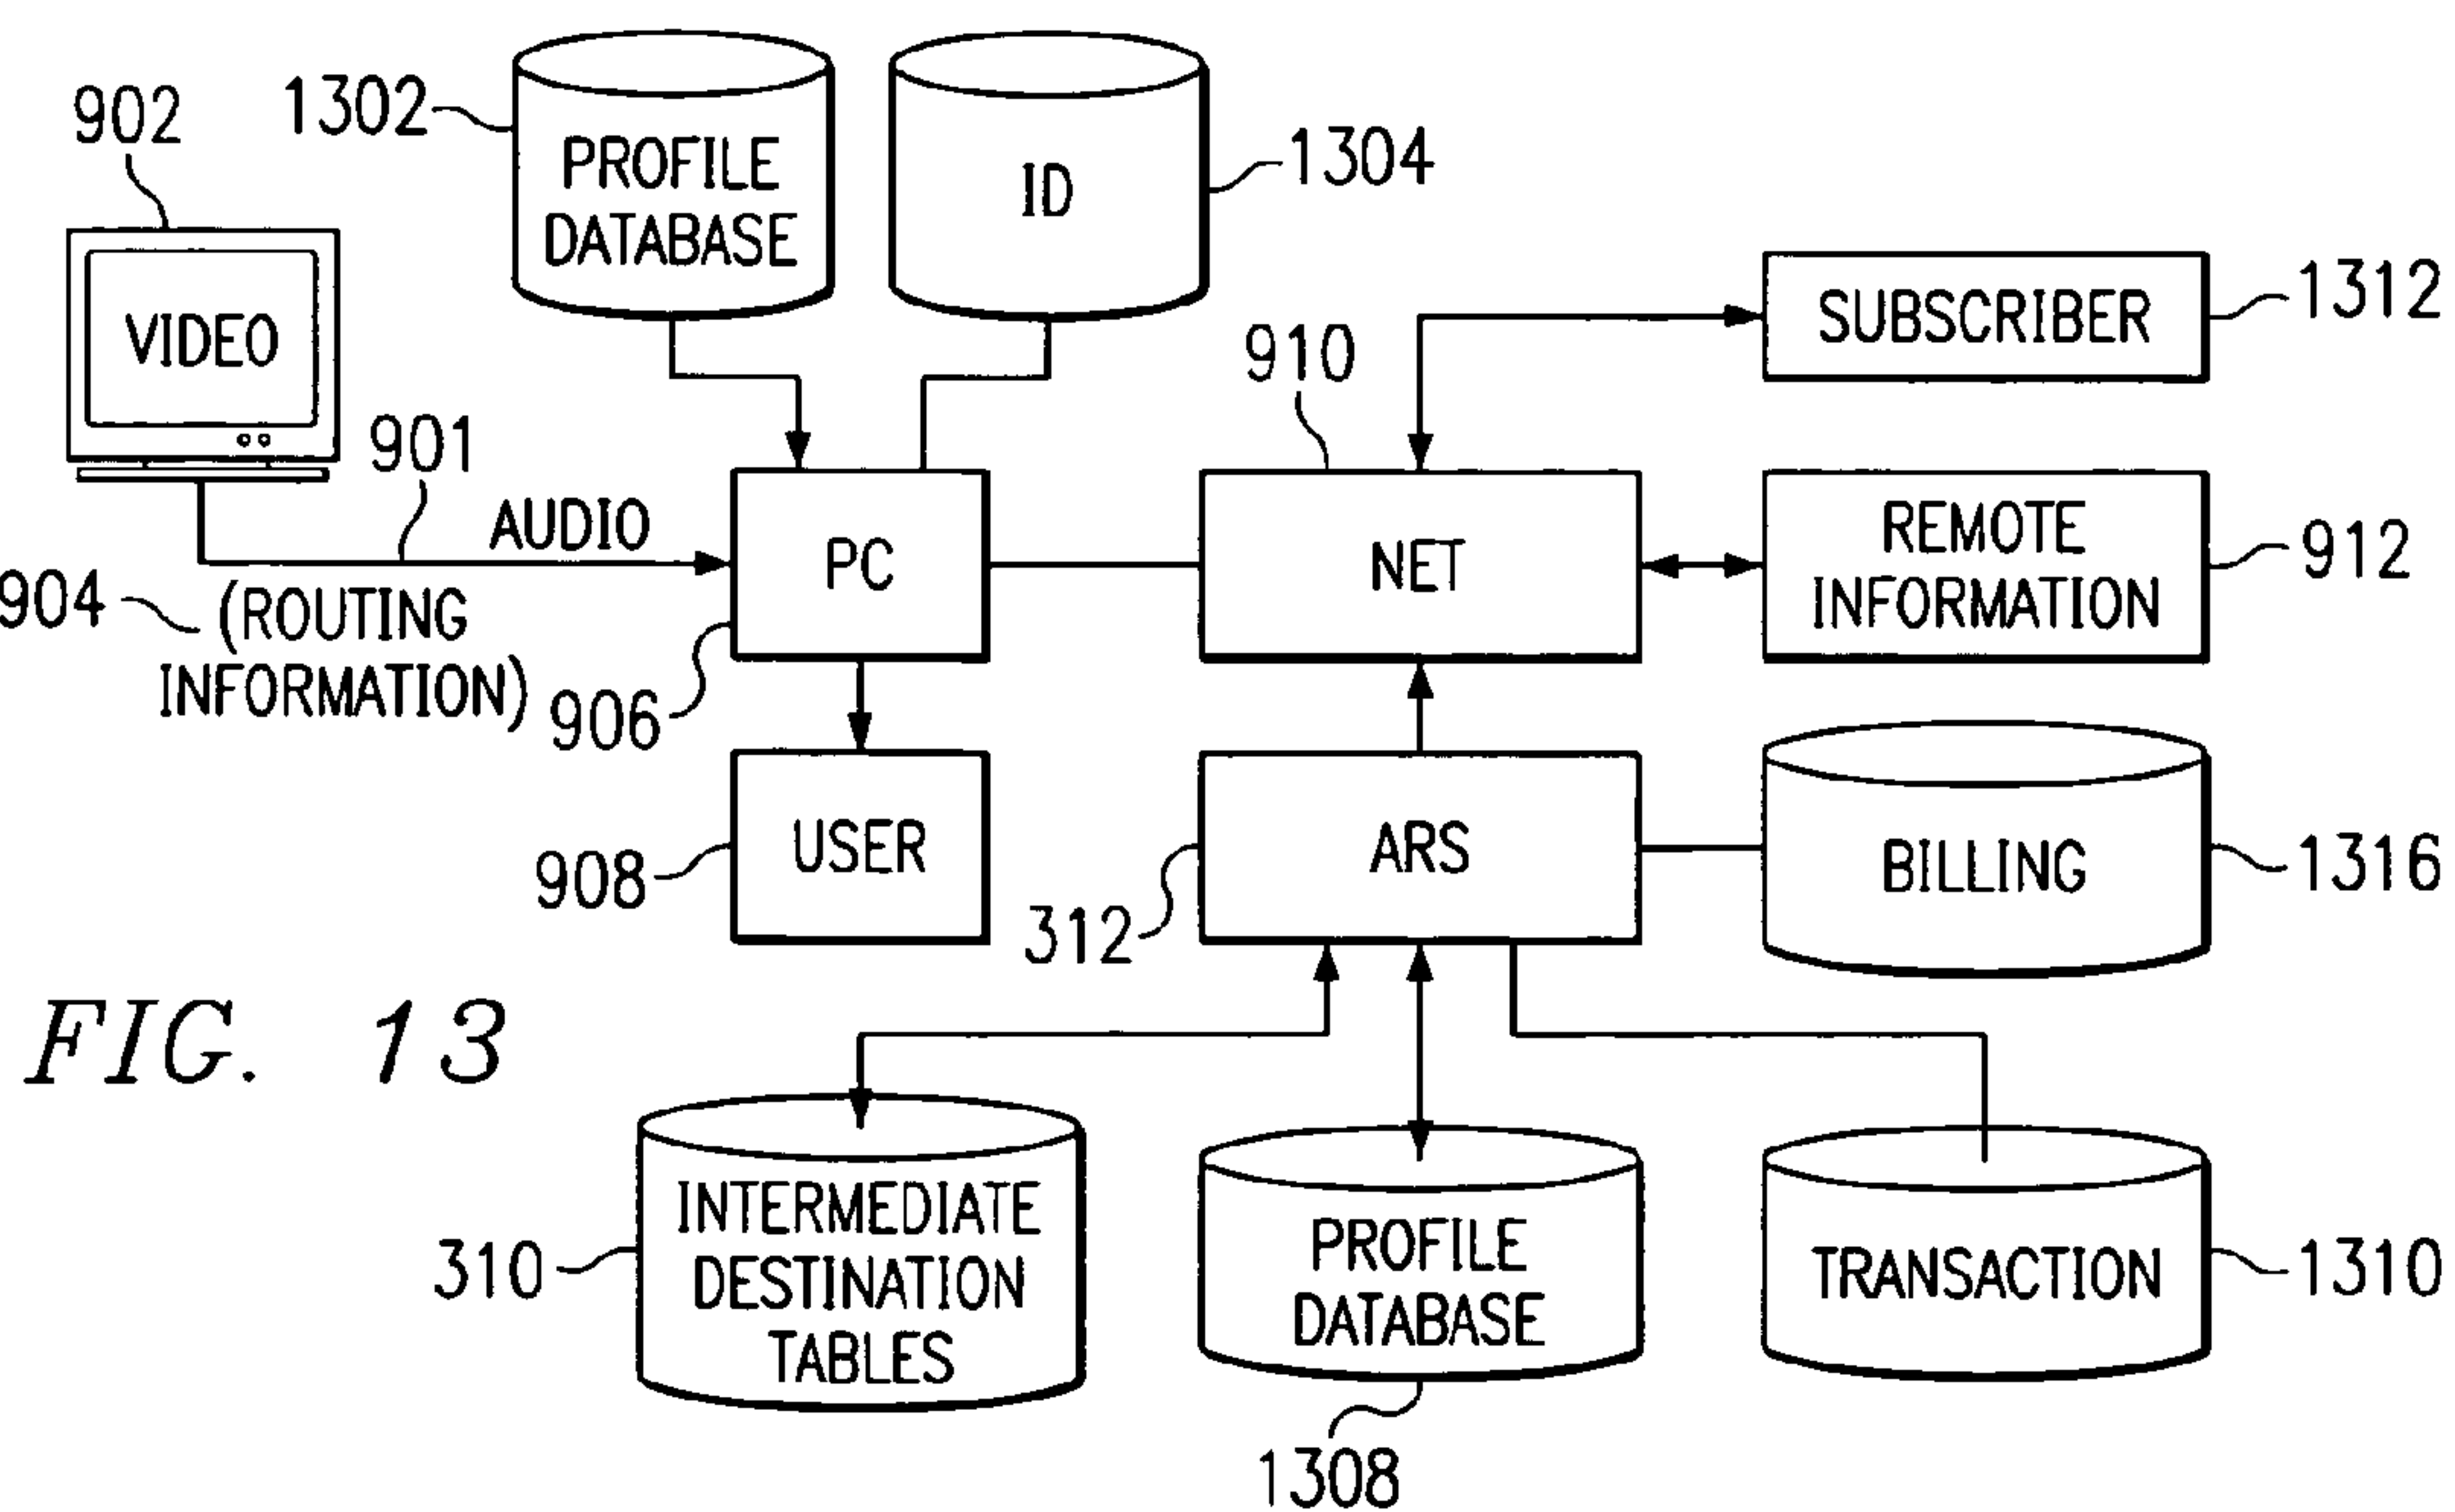 902
1302
PROFILE
DATABASE
ID
1304
VIDEO
SUBSCRIBER
1312
910
901
AUDIO
904
(ROUTING
INFORMATION)
906
PC
NET
REMOTE
INFORMATION
912
USER
908
ARS
312
BILLING
1316
FIG. 13
310
INTERMEDIATE
DESTINATION
TABLES
PROFILE
DATABASE
1308
TRANSACTION
1310